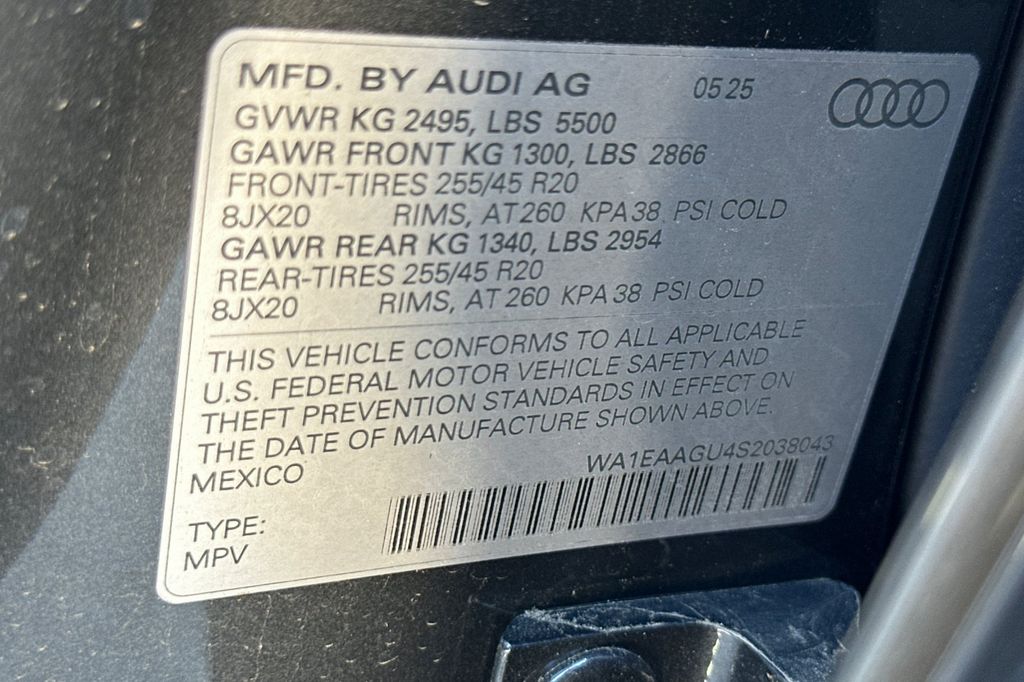 MFD. BY AUDI AG 05 25
GVWR KG 2495, LBS 5500
GAWR FRONT KG 1300, LBS 2866
FRONT-TIRES 255/45 R20
8JX20 RIMS, AT 260 KPA 38 PSI COLD
GAWR REAR KG 1340, LBS 2954
REAR-TIRES 255/45 R20
8JX20 RIMS, AT 260 KPA 38 PSI COLD
THIS VEHICLE CONFORMS TO ALL APPLICABLE
U.S. FEDERAL MOTOR VEHICLE SAFETY AND
THEFT PREVENTION STANDARDS IN EFFECT ON
THE DATE OF MANUFACTURE SHOWN ABOVE.
MEXICO WA1EAAGU4S2038043
TYPE:
MPV